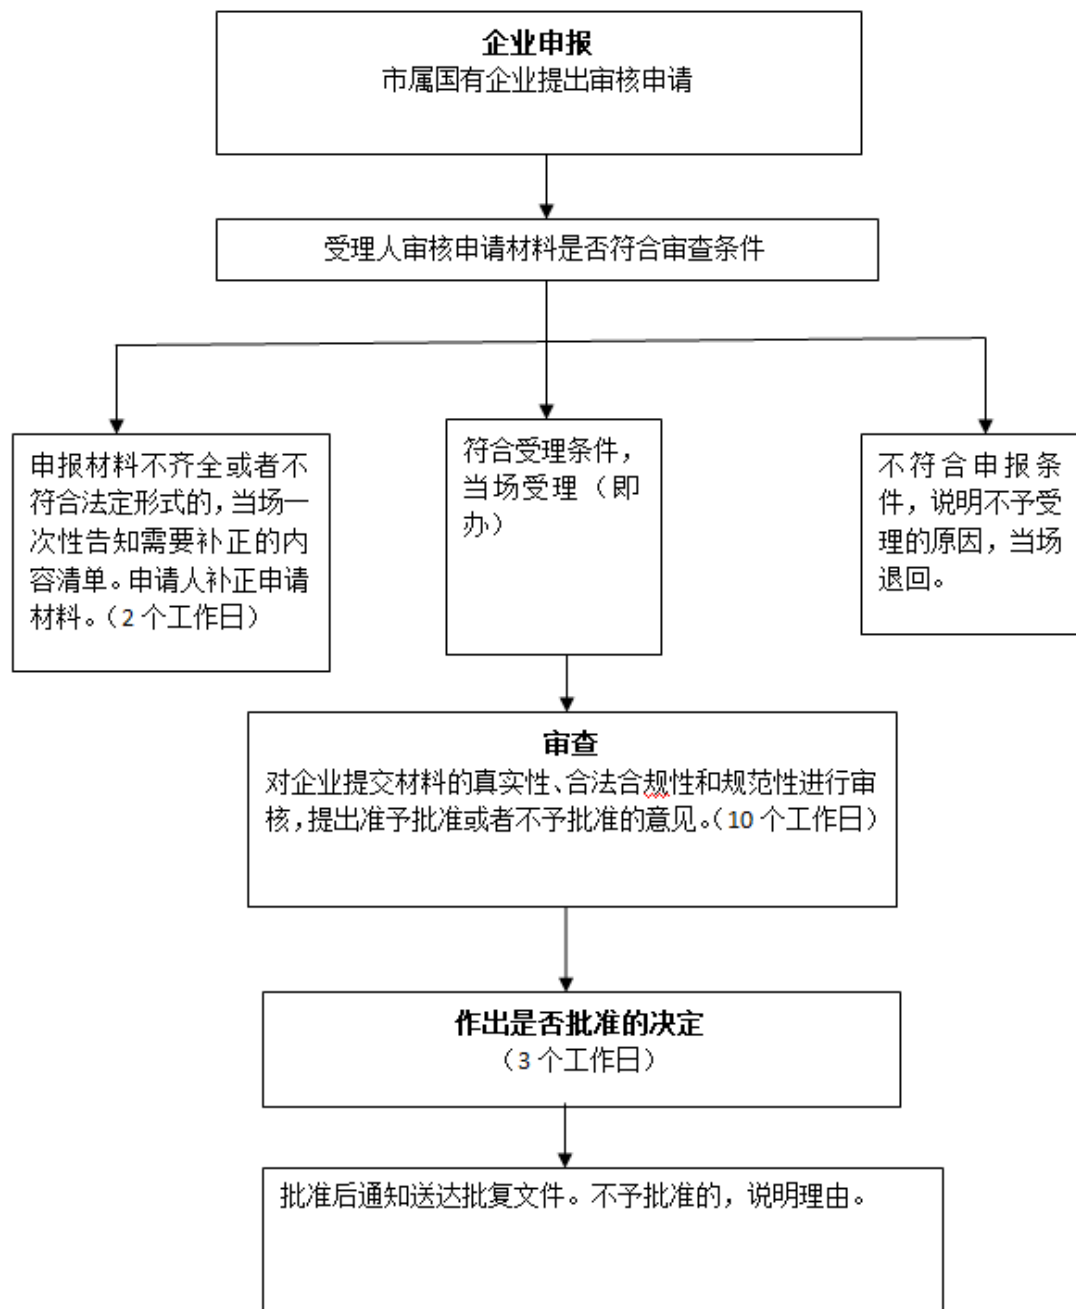 企业申报
市属国有企业提出审核申请
受理人审核申请材料是否符合审查条件
申报材料不齐全或者不
符合法定形式的，当场一
次性告知需要补正的内
容清单。申请人补正申请
材料。（2 个工作日）
符合受理条件，
当场受理（即
办）
不符合申报条
件，说明不予受
理的原因，当场
退回。
审查
对企业提交材料的真实性、合法合规性和规范性进行审
核，提出准予批准或者不予批准的意见。（10 个工作日）
作出是否批准的决定
（3 个工作日）
批准后通知送达批复文件。不予批准的，说明理由。